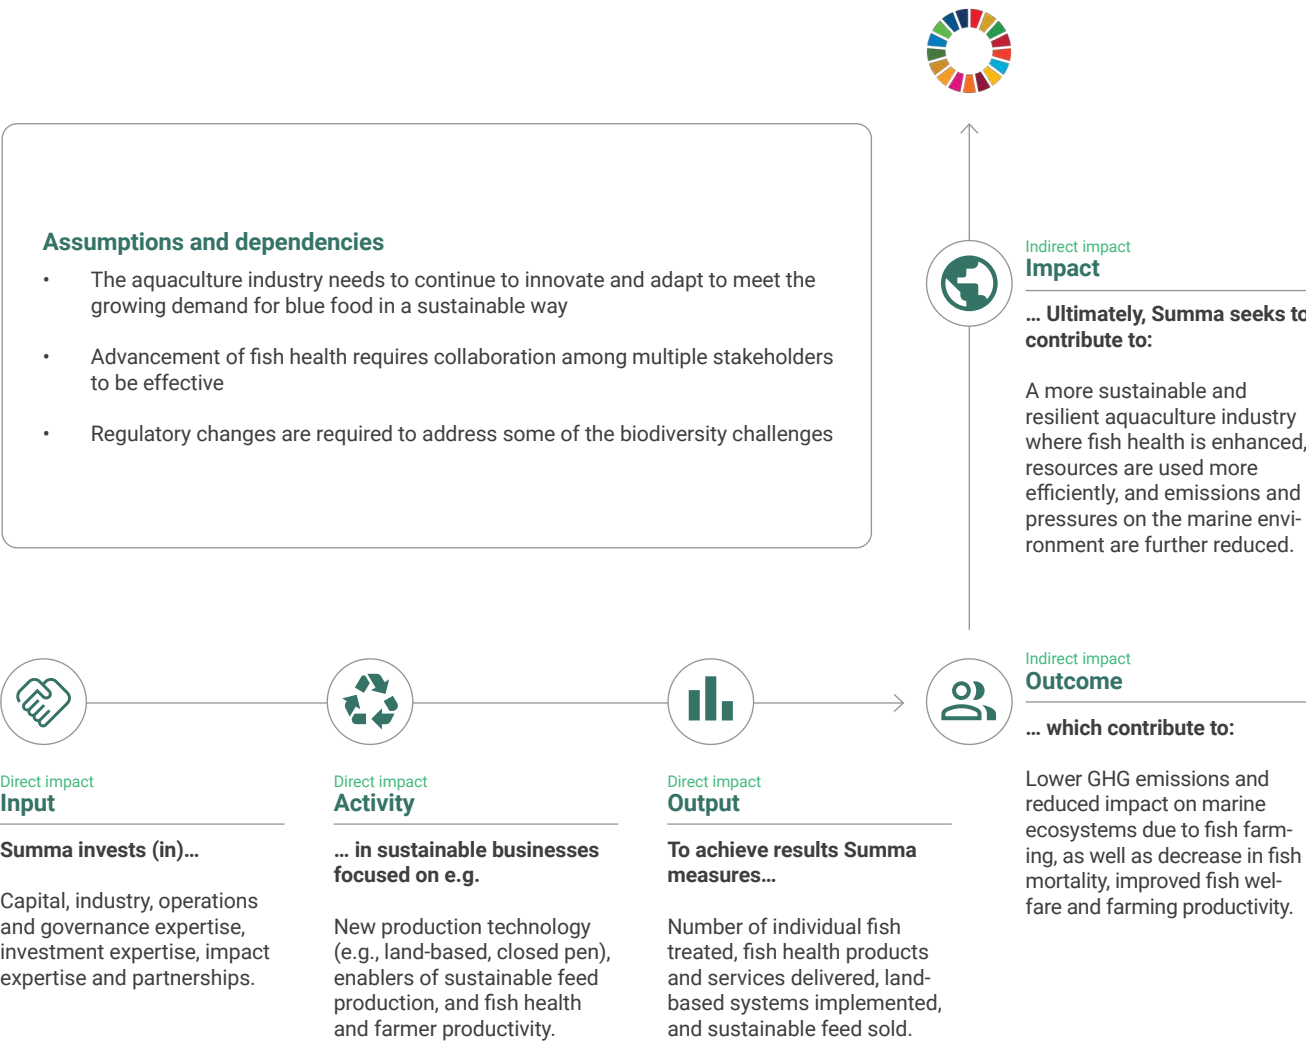 Assumptions and dependencies
• The aquaculture industry needs to continue to innovate and adapt to meet the
growing demand for blue food in a sustainable way
• Advancement of fish health requires collaboration among multiple stakeholders
to be effective
• Regulatory changes are required to address some of the biodiversity challenges
Indirect impact
Impact
… Ultimately, Summa seeks to
contribute to:
A more sustainable and
resilient aquaculture industry
where fish health is enhanced,
resources are used more
efficiently, and emissions and
pressures on the marine envi-
ronment are further reduced.
Direct impact
Input
Summa invests (in)…
Capital, industry, operations
and governance expertise,
investment expertise, impact
expertise and partnerships.
Direct impact
Activity
… in sustainable businesses
focused on e.g.
New production technology
(e.g., land-based, closed pen),
enablers of sustainable feed
production, and fish health
and farmer productivity.
Direct impact
Output
To achieve results Summa
measures…
Number of individual fish
treated, fish health products
and services delivered, land-
based systems implemented,
and sustainable feed sold.
Indirect impact
Outcome
… which contribute to:
Lower GHG emissions and
reduced impact on marine
ecosystems due to fish farm-
ing, as well as decrease in fish
mortality, improved fish wel-
fare and farming productivity.